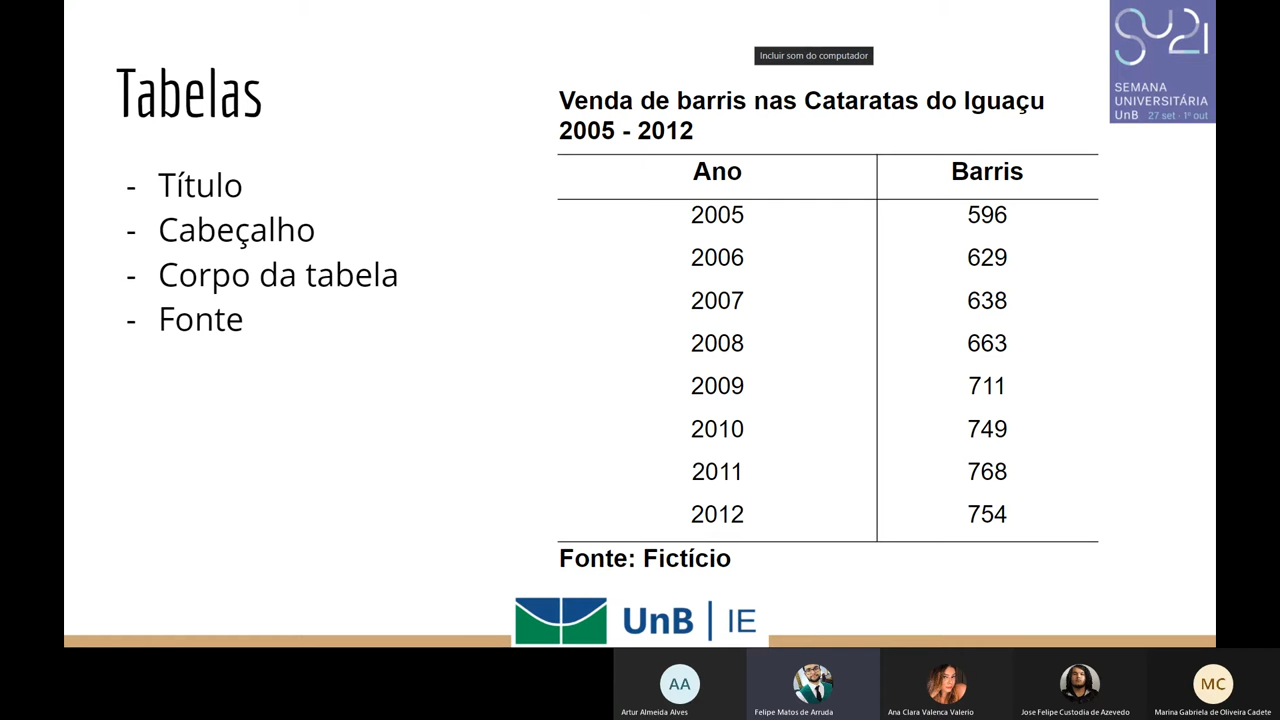 Incluir som do computador
SU21
SEMANA
UNIVERSITÁRIA
UnB 27 set - 1º out
Tabelas
- Título
- Cabeçalho
- Corpo da tabela
- Fonte
Venda de barris nas Cataratas do Iguaçu
2005 - 2012
Ano Barris
2005 596
2006 629
2007 638
2008 663
2009 711
2010 749
2011 768
2012 754
Fonte: Fictício
UnB | IE
AA MC
Artur Almeida Alves Felipe Matos de Arruda Ana Clara Valenca Valerio Jose Felipe Custodia de Azevedo Marina Gabriela de Oliveira Cadete